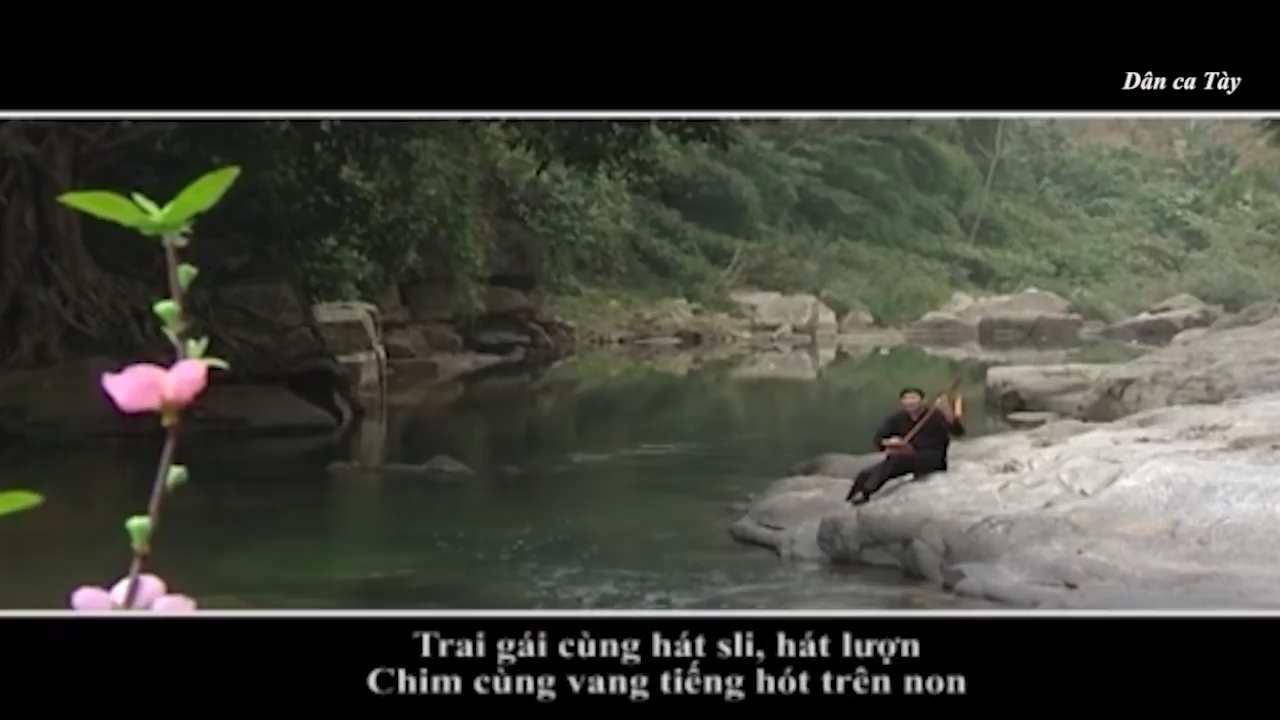 Dân ca Tày
Trai gái cùng hát sli, hát lượn
Chim cùng vang tiếng hót trên non